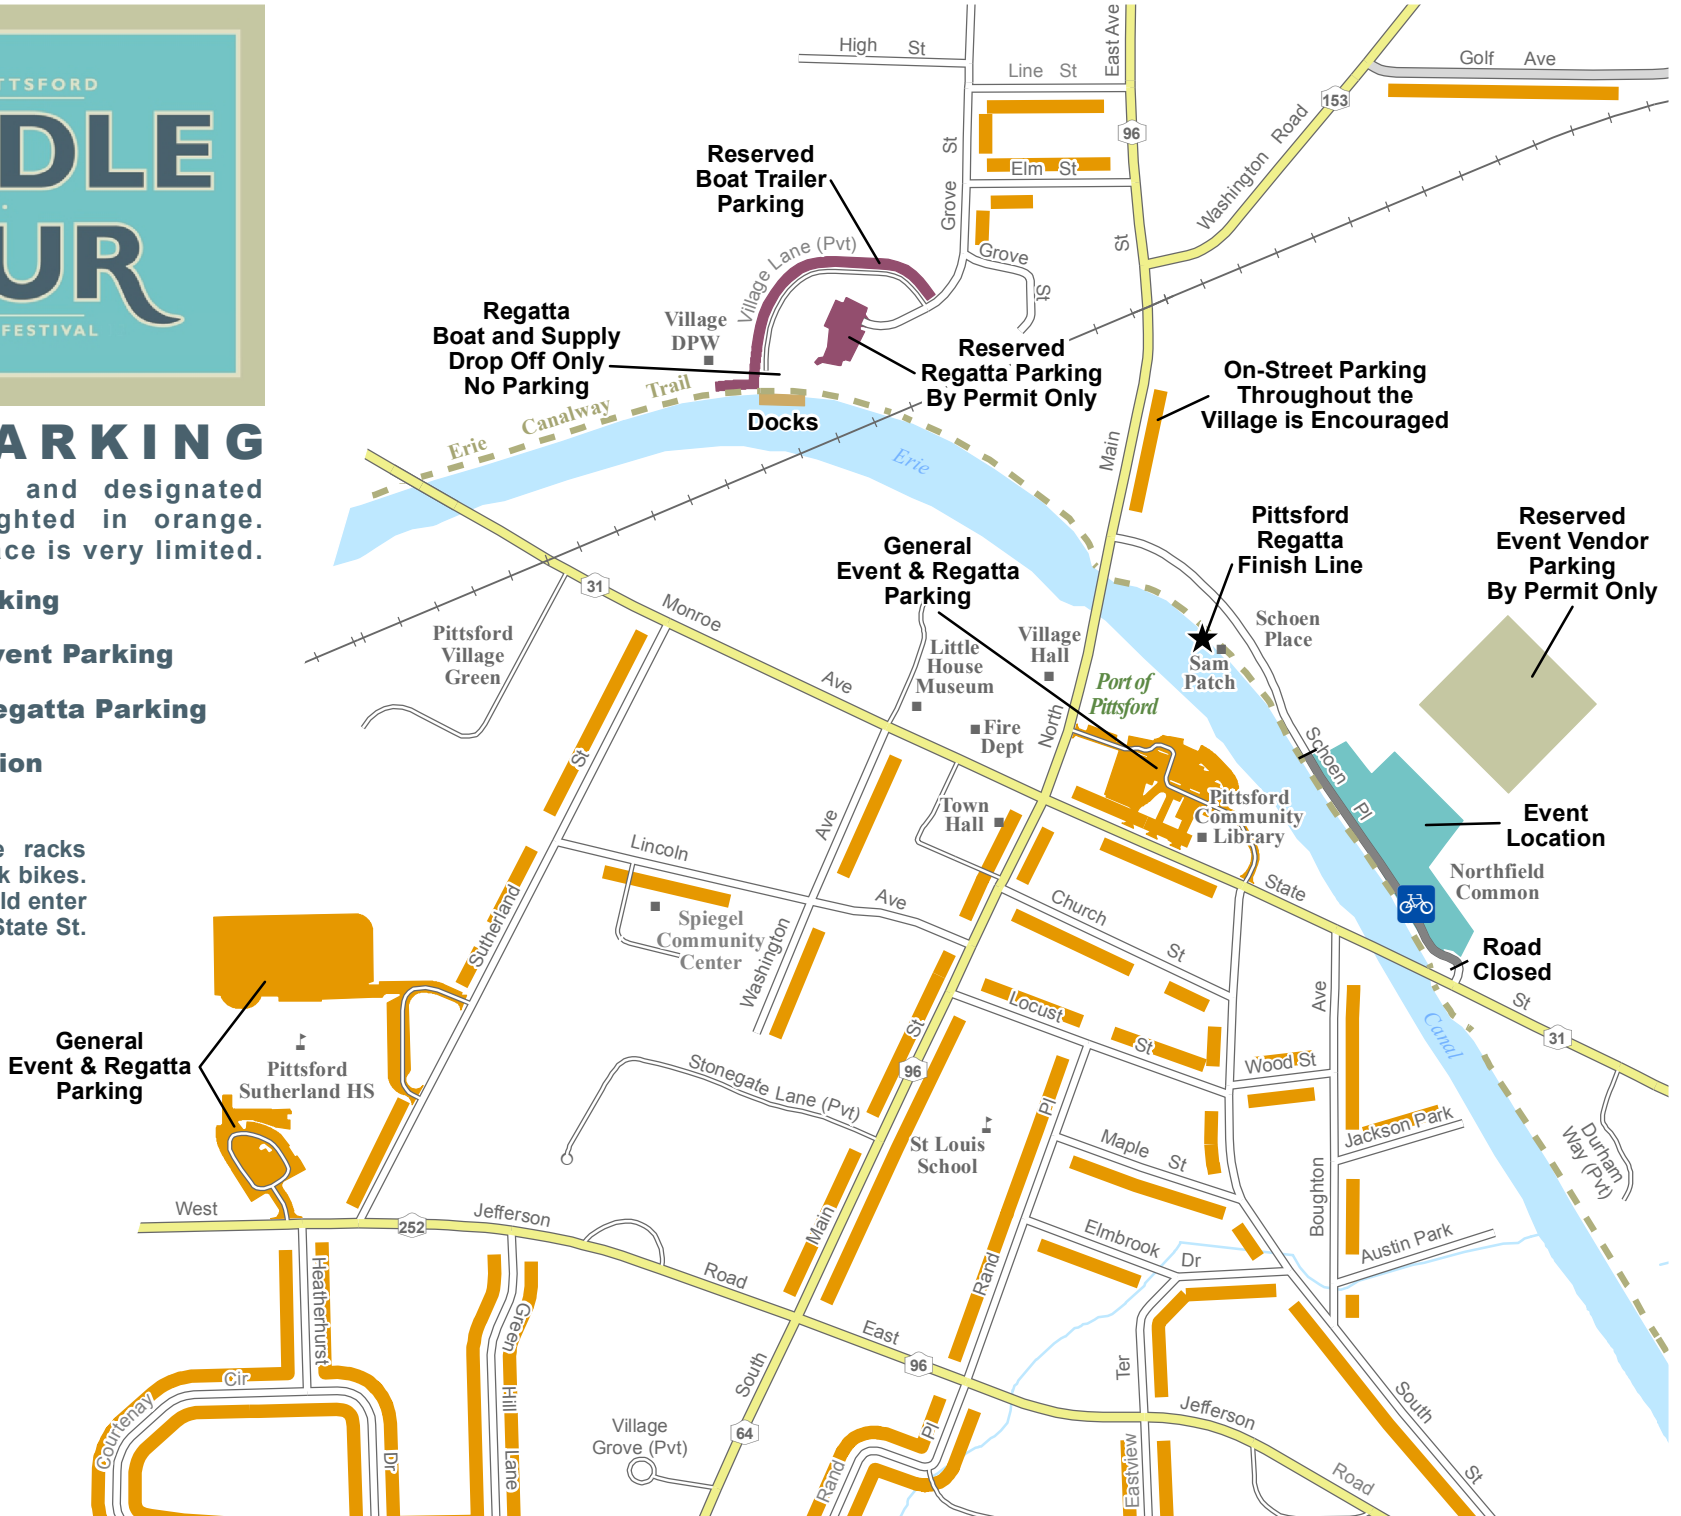 TTSFORD
DLE
UR
FESTIVAL
ARKING
and designated
ghted in orange.
ace is very limited.
king
vent Parking
egatta Parking
ion
e racks
k bikes.
ld enter
State St.
High St
Line St
East Ave
Golf Ave
153
96
Washington Road
Elm St
Grove St
Grove St
St
Reserved
Boat Trailer
Parking
Village Lane (Pvt)
Regatta
Boat and Supply
Drop Off Only
No Parking
Village
DPW
Reserved
Regatta Parking
By Permit Only
Erie Canalway Trail
Docks
Erie
Main
On-Street Parking
Throughout the
Village is Encouraged
Pittsford
Regatta
Finish Line
Reserved
Event Vendor
Parking
By Permit Only
General
Event & Regatta
Parking
31
Monroe
Ave
Pittsford
Village
Green
Little
House
Museum
Village
Hall
Port of
Pittsford
Schoen
Place
Sam
Patch
Fire
Dept
North
Schoen Pl
St
Town
Hall
Pittsford
Community
Library
Event
Location
Northfield
Common
Road
Closed
Lincoln
Ave
Ave
State
St
31
Church
St
Spiegel
Community
Center
Washington
Sutherland
General
Event & Regatta
Parking
Pittsford
Sutherland HS
Locust
St
St
96
Wood St
Ave
Canal
Stonegate Lane (Pvt)
St Louis
School
Pl
Maple St
Jackson Park
Durham
Way (Pvt)
Boughton
Austin Park
Elmbrook Dr
West
252
Jefferson
Road
Main
Rand
East
96
Heatherhurst
Green
Hill
Lane
Cir
Courtenay
Dr
South
64
Village
Grove (Pvt)
Rand
Pl
Ter
Eastview
Jefferson
Road
South
St